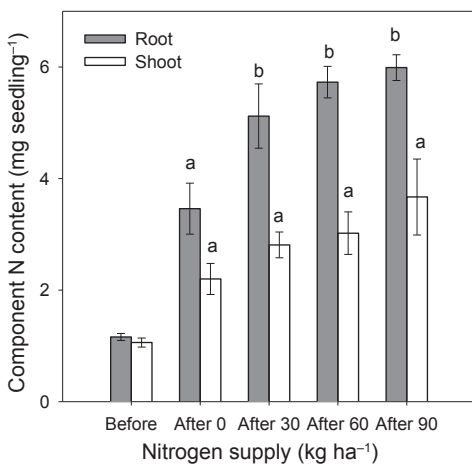 Component N content (mg seedling⁻¹)
6
4
2
0
Root
Shoot
a
a
b
a
b
a
b
a
Before After 0 After 30 After 60 After 90
Nitrogen supply (kg ha⁻¹)